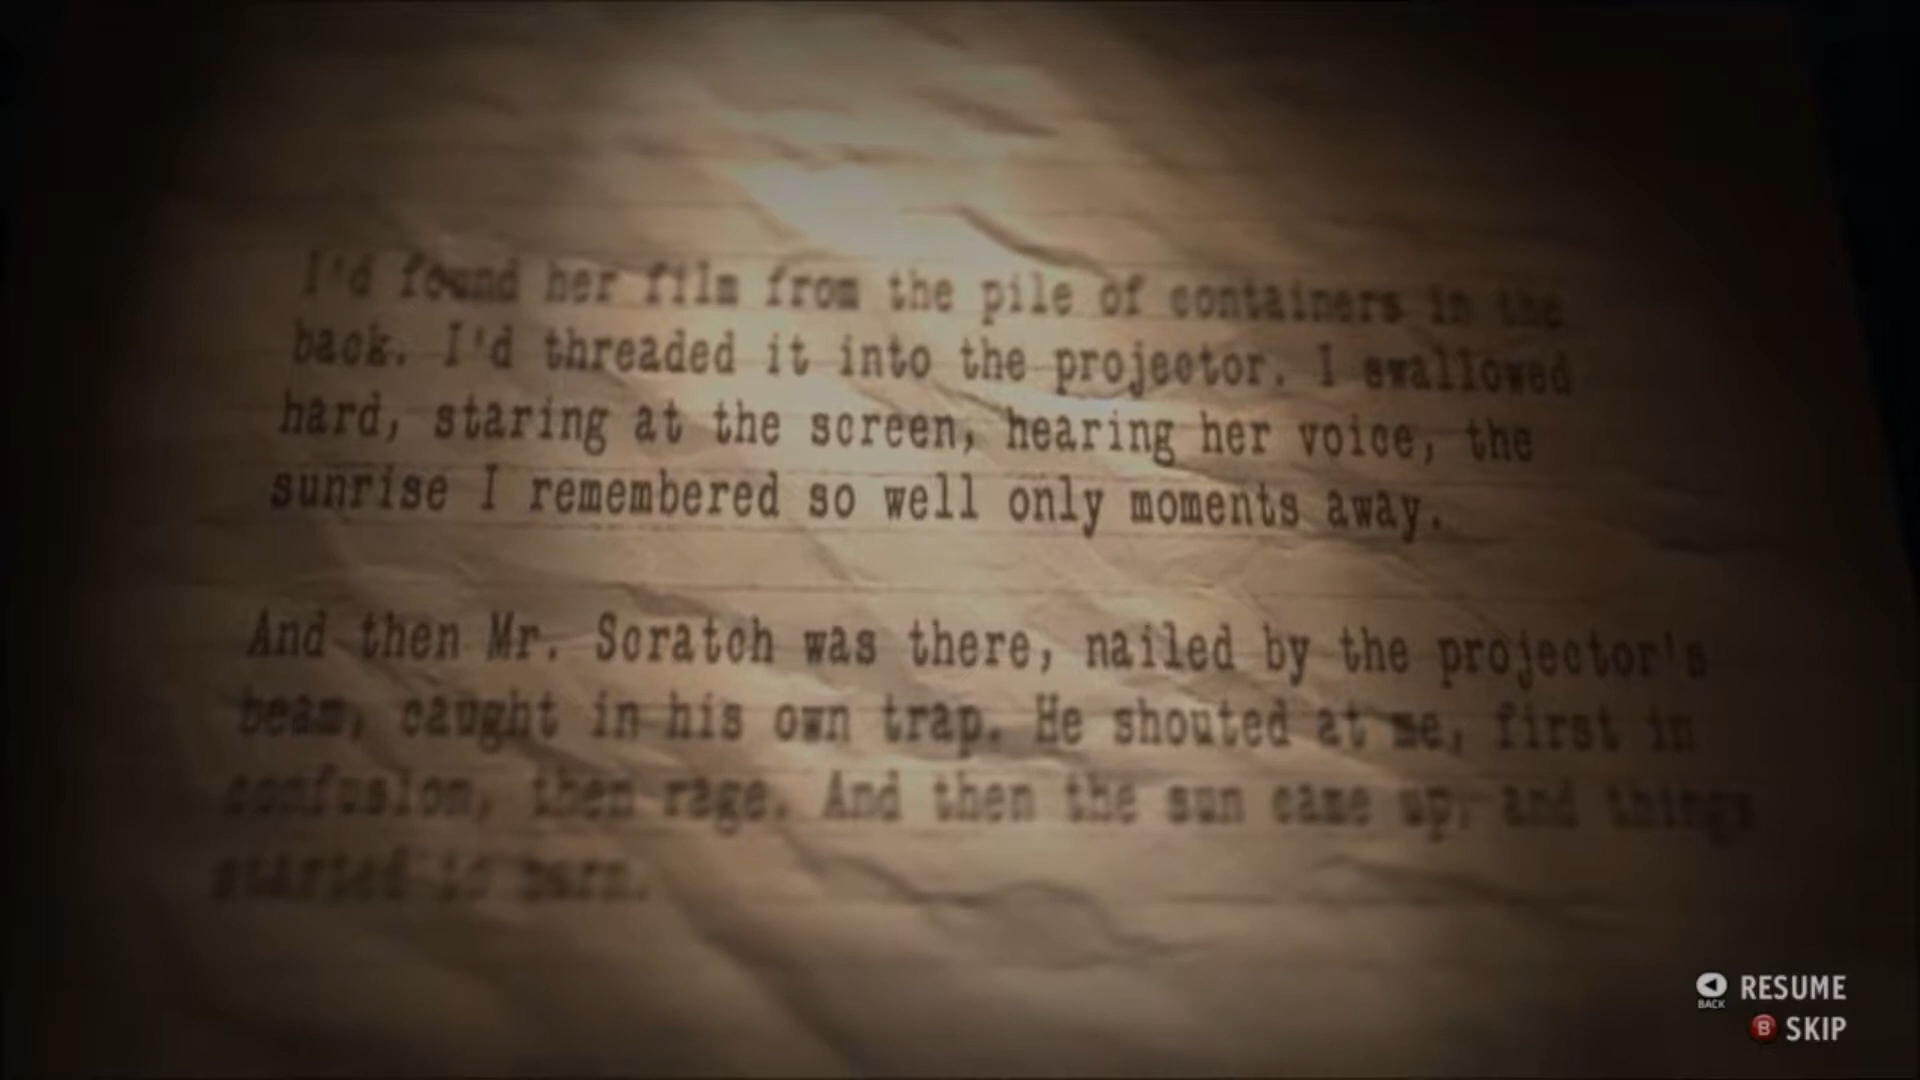 I'd found her film from the pile of containers in the
back. I'd threaded it into the projector. I swallowed
hard, staring at the screen, hearing her voice, the
sunrise I remembered so well only moments away.
And then Mr. Scratch was there, nailed by the projector's
beam, caught in his own trap. He shouted at me, first in
confusion, then rage. And then the sun came up, and things
started to burn.
BACK RESUME
B SKIP